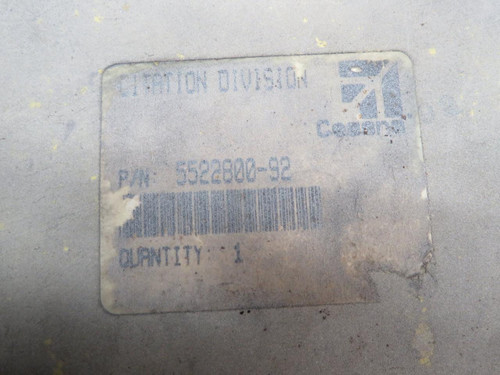 CITATION DIVISION
Cessna
P/N: 5522800-92
QUANTITY: 1